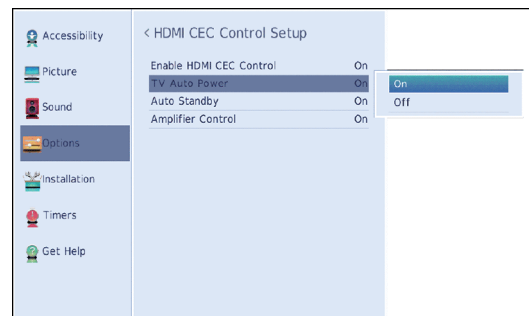 Accessibility
Picture
Sound
Options
Installation
Timers
Get Help
< HDMI CEC Control Setup
Enable HDMI CEC Control On
TV Auto Power On
Auto Standby On
Amplifier Control On
On
Off